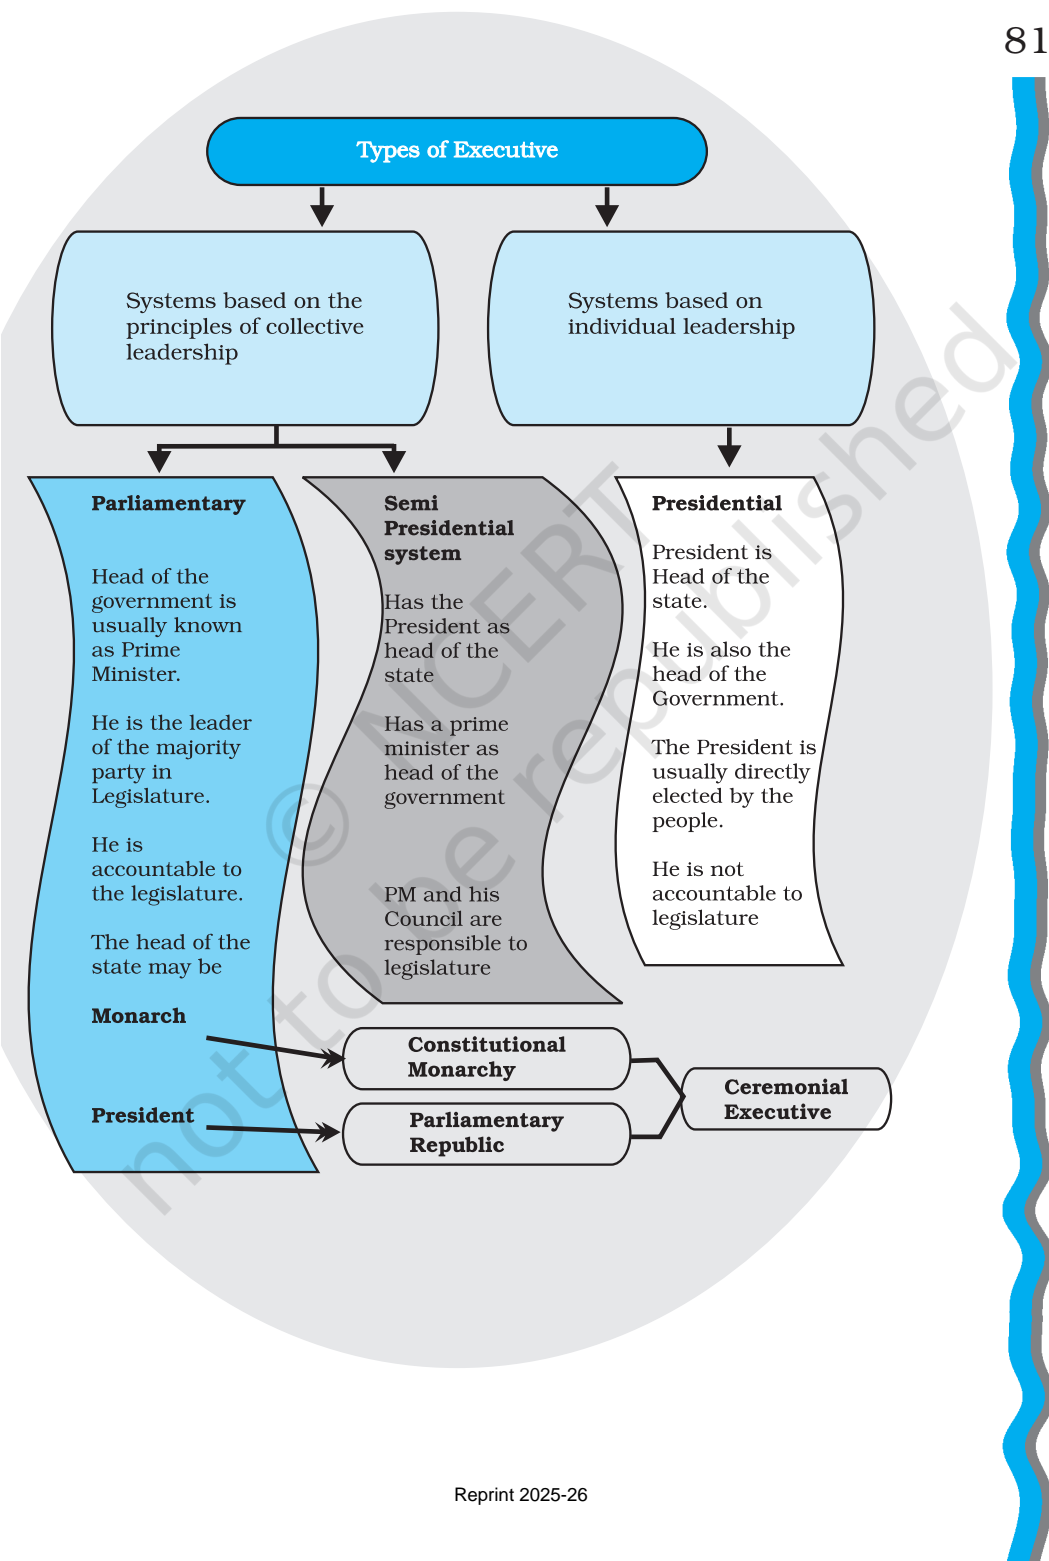 81
Types of Executive
Systems based on the
principles of collective
leadership
Systems based on
individual leadership
Parliamentary
Head of the
government is
usually known
as Prime
Minister.
He is the leader
of the majority
party in
Legislature.
He is
accountable to
the legislature.
The head of the
state may be
Monarch
President
Semi
Presidential
system
Has the
President as
head of the
state
Has a prime
minister as
head of the
government
PM and his
Council are
responsible to
legislature
Presidential
President is
Head of the
state.
He is also the
head of the
Government.
The President is
usually directly
elected by the
people.
He is not
accountable to
legislature
Constitutional
Monarchy
Parliamentary
Republic
Ceremonial
Executive
© NCERT
not to be republished
Reprint 2025-26